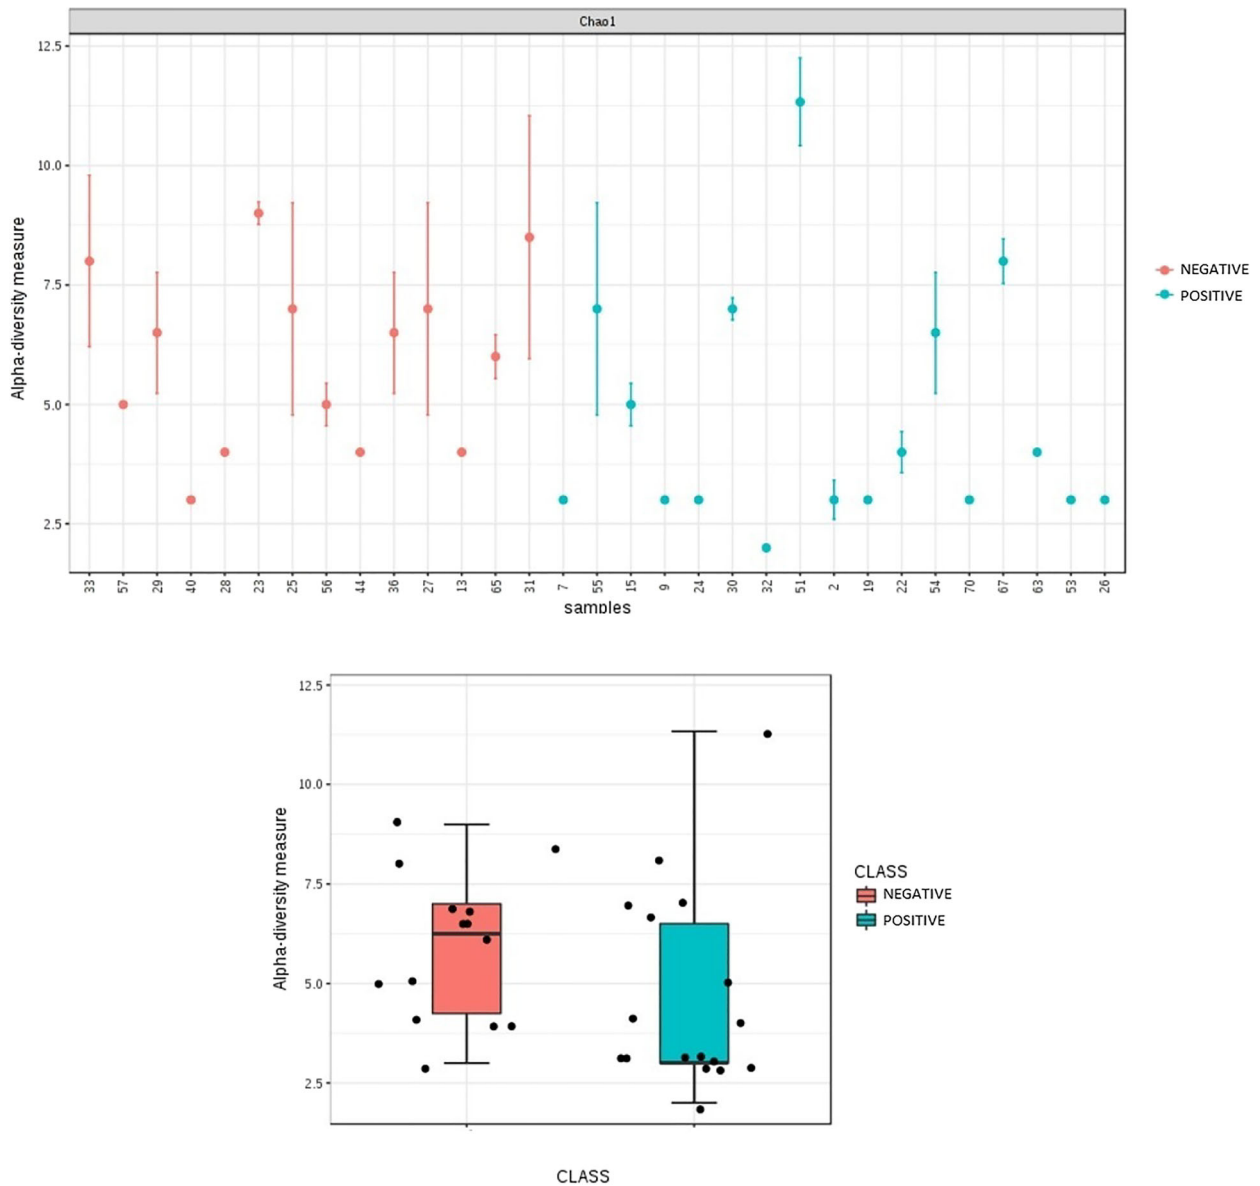 Chao1
12.5
10.0
7.5
5.0
2.5
Alpha-diversity measure
33 57 29 40 28 23 25 56 44 36 27 13 65 31 7 55 15 9 24 30 32 51 2 19 22 54 70 67 63 53 26
samples
NEGATIVE
POSITIVE
12.5
10.0
7.5
5.0
2.5
Alpha-diversity measure
CLASS
CLASS
NEGATIVE
POSITIVE